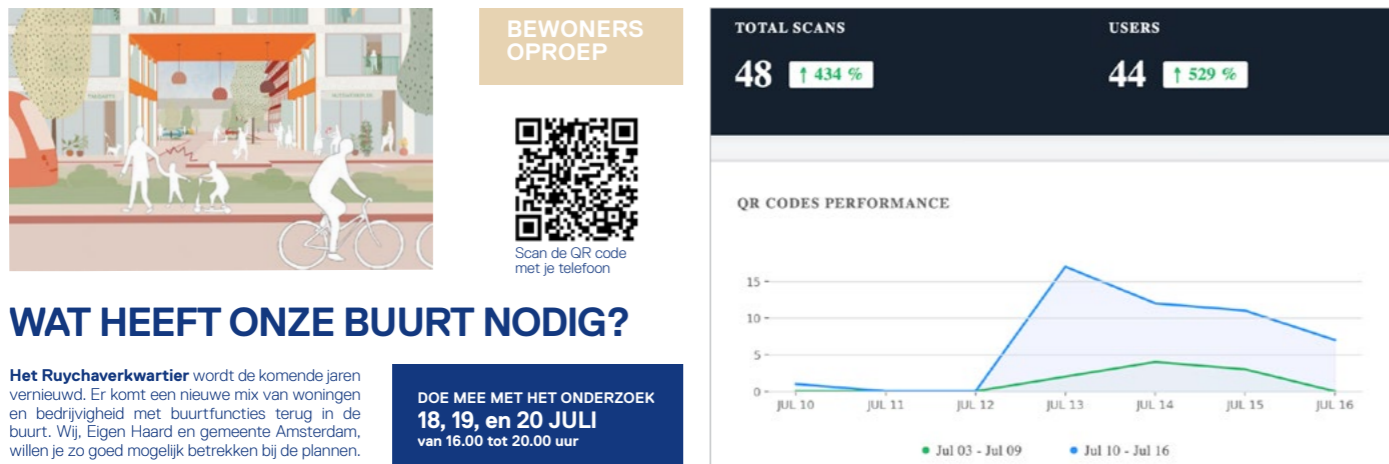 BEWONERS
OPROEP
Scan de QR code
met je telefoon
WAT HEEFT ONZE BUURT NODIG?
Het Ruychaverkwartier wordt de komende jaren
vernieuwd. Er komt een nieuwe mix van woningen
en bedrijvigheid met buurtfuncties terug in de
buurt. Wij, Eigen Haard en gemeente Amsterdam,
willen je zo goed mogelijk betrekken bij de plannen.
DOE MEE MET HET ONDERZOEK
18, 19, en 20 JULI
van 16.00 tot 20.00 uur
TOTAL SCANS
48 ↑ 434 %
USERS
44 ↑ 529 %
QR CODES PERFORMANCE
15
10
5
0
JUL 10 JUL 11 JUL 12 JUL 13 JUL 14 JUL 15 JUL 16
Jul 03 - Jul 09 Jul 10 - Jul 16